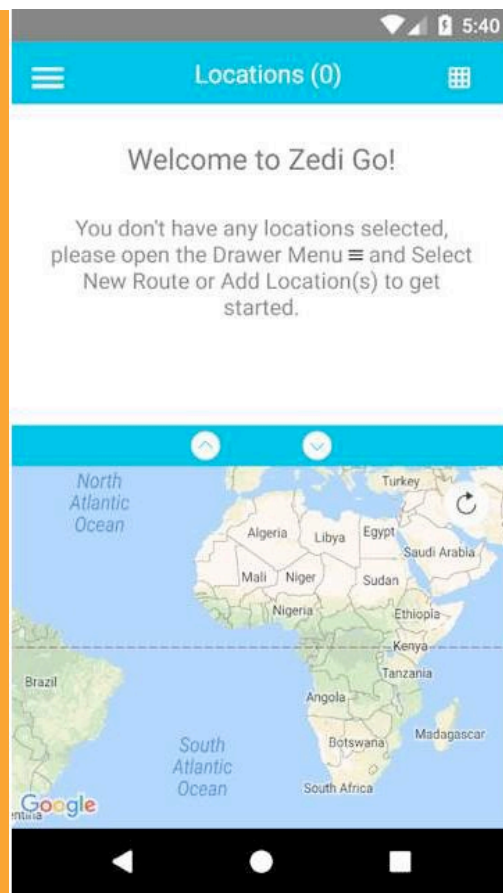 5:40
Locations (0)
Welcome to Zedi Go!
You don't have any locations selected,
please open the Drawer Menu ≡ and Select
New Route or Add Location(s) to get
started.
North
Atlantic
Ocean
Turkey
Algeria
Libya
Egypt
Saudi Arabia
Mali
Niger
Sudan
Nigeria
Ethiopia
Kenya
Brazil
Tanzania
Angola
Botswana
Madagascar
South
Atlantic
Ocean
South Africa
Google
entina